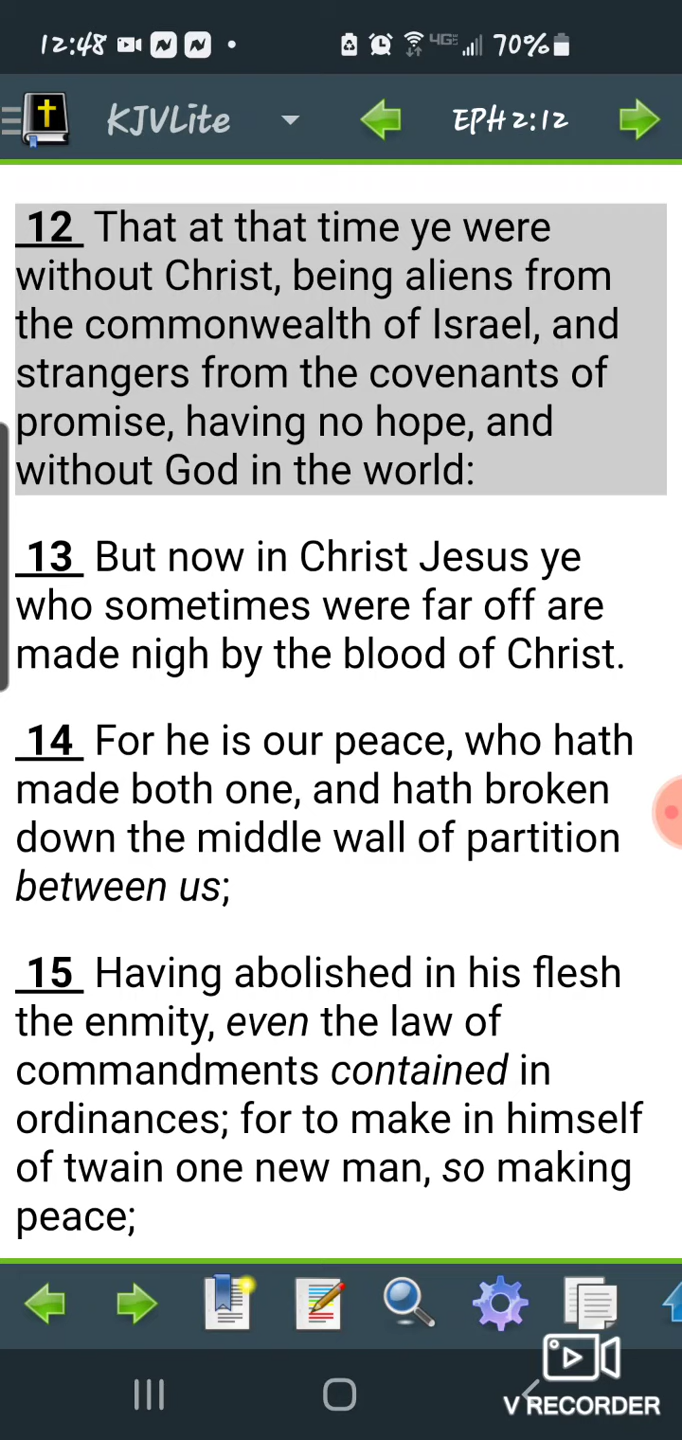 12:48 4GE 70%
KJVLite EPH 2:12
12 That at that time ye were
without Christ, being aliens from
the commonwealth of Israel, and
strangers from the covenants of
promise, having no hope, and
without God in the world:
13 But now in Christ Jesus ye
who sometimes were far off are
made nigh by the blood of Christ.
14 For he is our peace, who hath
made both one, and hath broken
down the middle wall of partition
between us;
15 Having abolished in his flesh
the enmity, even the law of
commandments contained in
ordinances; for to make in himself
of twain one new man, so making
peace;
V RECORDER